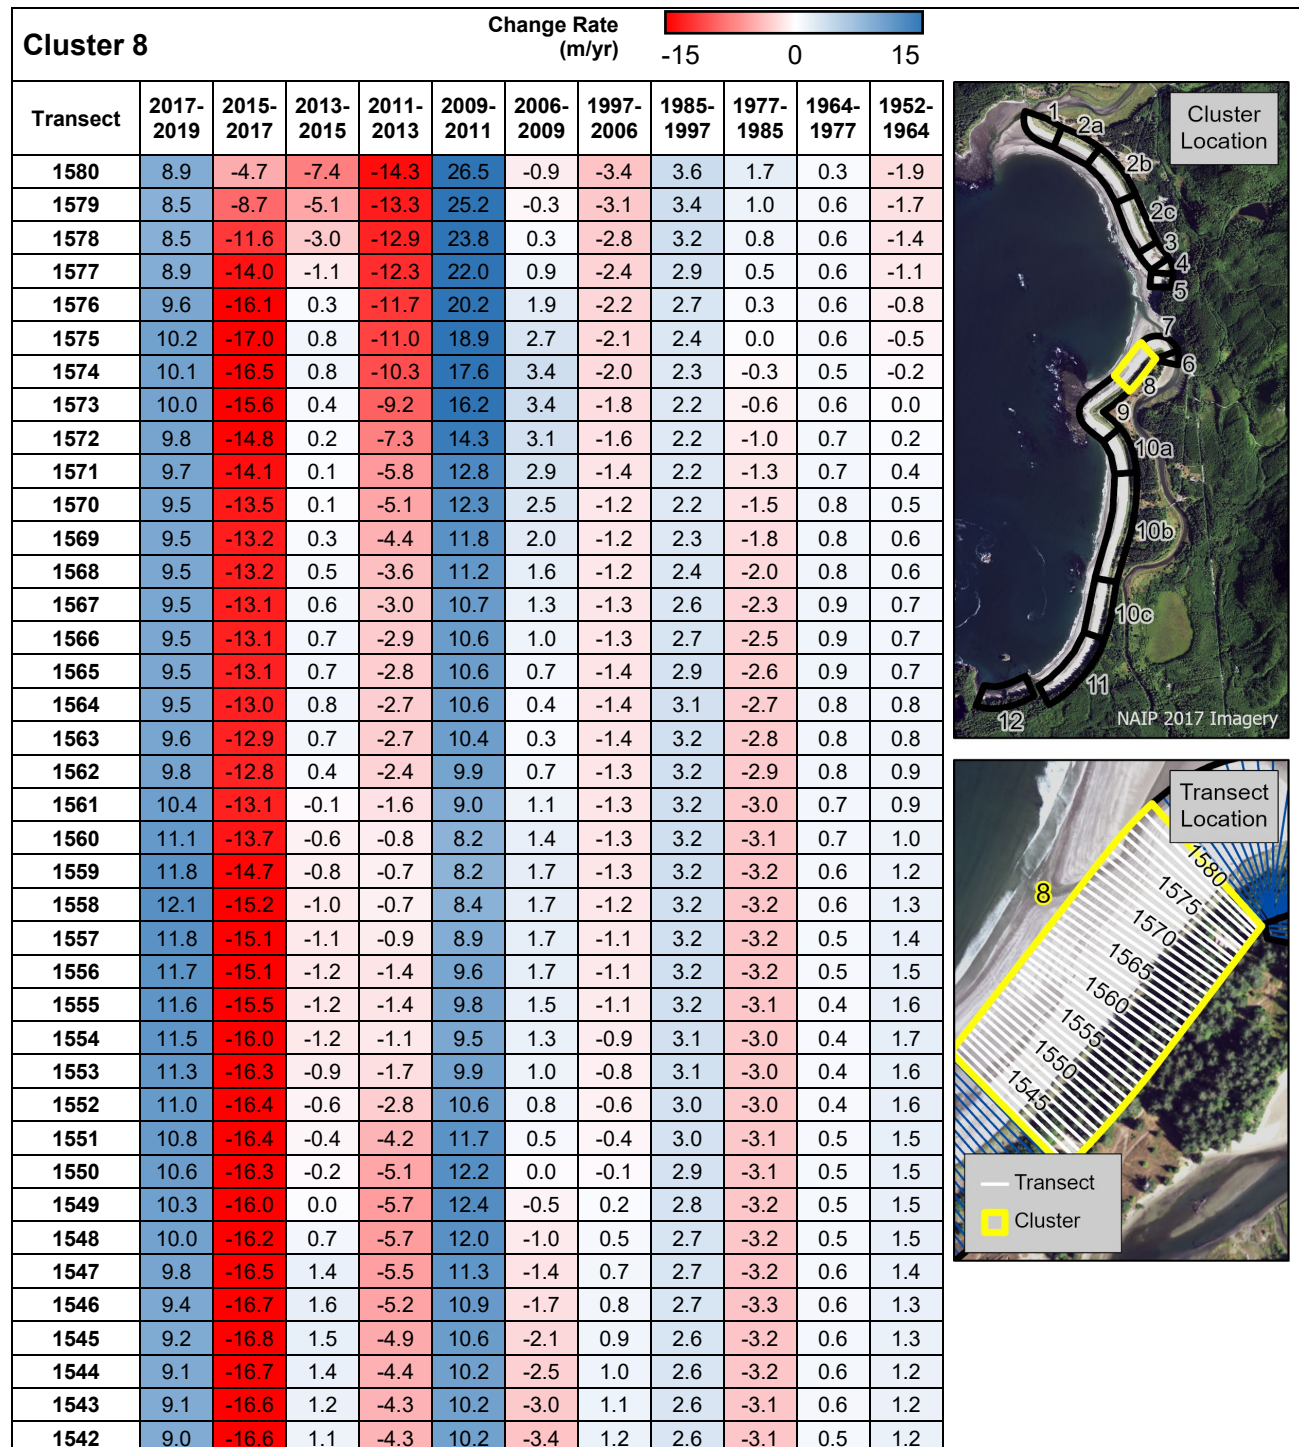 Cluster 8
Change Rate
(m/yr)
-15 0 15
Transect 2017-2019 2015-2017 2013-2015 2011-2013 2009-2011 2006-2009 1997-2006 1985-1997 1977-1985 1964-1977 1952-1964
1580 8.9 -4.7 -7.4 -14.3 26.5 -0.9 -3.4 3.6 1.7 0.3 -1.9
1579 8.5 -8.7 -5.1 -13.3 25.2 -0.3 -3.1 3.4 1.0 0.6 -1.7
1578 8.5 -11.6 -3.0 -12.9 23.8 0.3 -2.8 3.2 0.8 0.6 -1.4
1577 8.9 -14.0 -1.1 -12.3 22.0 0.9 -2.4 2.9 0.5 0.6 -1.1
1576 9.6 -16.1 0.3 -11.7 20.2 1.9 -2.2 2.7 0.3 0.6 -0.8
1575 10.2 -17.0 0.8 -11.0 18.9 2.7 -2.1 2.4 0.0 0.6 -0.5
1574 10.1 -16.5 0.8 -10.3 17.6 3.4 -2.0 2.3 -0.3 0.5 -0.2
1573 10.0 -15.6 0.4 -9.2 16.2 3.4 -1.8 2.2 -0.6 0.6 0.0
1572 9.8 -14.8 0.2 -7.3 14.3 3.1 -1.6 2.2 -1.0 0.7 0.2
1571 9.7 -14.1 0.1 -5.8 12.8 2.9 -1.4 2.2 -1.3 0.7 0.4
1570 9.5 -13.5 0.1 -5.1 12.3 2.5 -1.2 2.2 -1.5 0.8 0.5
1569 9.5 -13.2 0.3 -4.4 11.8 2.0 -1.2 2.3 -1.8 0.8 0.6
1568 9.5 -13.2 0.5 -3.6 11.2 1.6 -1.2 2.4 -2.0 0.8 0.6
1567 9.5 -13.1 0.6 -3.0 10.7 1.3 -1.3 2.6 -2.3 0.9 0.7
1566 9.5 -13.1 0.7 -2.9 10.6 1.0 -1.3 2.7 -2.5 0.9 0.7
1565 9.5 -13.1 0.7 -2.8 10.6 0.7 -1.4 2.9 -2.6 0.9 0.7
1564 9.5 -13.0 0.8 -2.7 10.6 0.4 -1.4 3.1 -2.7 0.8 0.8
1563 9.6 -12.9 0.7 -2.7 10.4 0.3 -1.4 3.2 -2.8 0.8 0.8
1562 9.8 -12.8 0.4 -2.4 9.9 0.7 -1.3 3.2 -2.9 0.8 0.9
1561 10.4 -13.1 -0.1 -1.6 9.0 1.1 -1.3 3.2 -3.0 0.7 0.9
1560 11.1 -13.7 -0.6 -0.8 8.2 1.4 -1.3 3.2 -3.1 0.7 1.0
1559 11.8 -14.7 -0.8 -0.7 8.2 1.7 -1.3 3.2 -3.2 0.6 1.2
1558 12.1 -15.2 -1.0 -0.7 8.4 1.7 -1.2 3.2 -3.2 0.6 1.3
1557 11.8 -15.1 -1.1 -0.9 8.9 1.7 -1.1 3.2 -3.2 0.5 1.4
1556 11.7 -15.1 -1.2 -1.4 9.6 1.7 -1.1 3.2 -3.2 0.5 1.5
1555 11.6 -15.5 -1.2 -1.4 9.8 1.5 -1.1 3.2 -3.1 0.4 1.6
1554 11.5 -16.0 -1.2 -1.1 9.5 1.3 -0.9 3.1 -3.0 0.4 1.7
1553 11.3 -16.3 -0.9 -1.7 9.9 1.0 -0.8 3.1 -3.0 0.4 1.6
1552 11.0 -16.4 -0.6 -2.8 10.6 0.8 -0.6 3.0 -3.0 0.4 1.6
1551 10.8 -16.4 -0.4 -4.2 11.7 0.5 -0.4 3.0 -3.1 0.5 1.5
1550 10.6 -16.3 -0.2 -5.1 12.2 0.0 -0.1 2.9 -3.1 0.5 1.5
1549 10.3 -16.0 0.0 -5.7 12.4 -0.5 0.2 2.8 -3.2 0.5 1.5
1548 10.0 -16.2 0.7 -5.7 12.0 -1.0 0.5 2.7 -3.2 0.5 1.5
1547 9.8 -16.5 1.4 -5.5 11.3 -1.4 0.7 2.7 -3.2 0.6 1.4
1546 9.4 -16.7 1.6 -5.2 10.9 -1.7 0.8 2.7 -3.3 0.6 1.3
1545 9.2 -16.8 1.5 -4.9 10.6 -2.1 0.9 2.6 -3.2 0.6 1.3
1544 9.1 -16.7 1.4 -4.4 10.2 -2.5 1.0 2.6 -3.2 0.6 1.2
1543 9.1 -16.6 1.2 -4.3 10.2 -3.0 1.1 2.6 -3.1 0.6 1.2
1542 9.0 -16.6 1.1 -4.3 10.2 -3.4 1.2 2.6 -3.1 0.5 1.2
Cluster
Location
1
2a
2b
2c
3
4
5
7
6
8
9
10a
10b
10c
11
12
NAIP 2017 Imagery
Transect
Location
8
1580
1575
1570
1565
1560
1555
1550
1545
Transect
Cluster